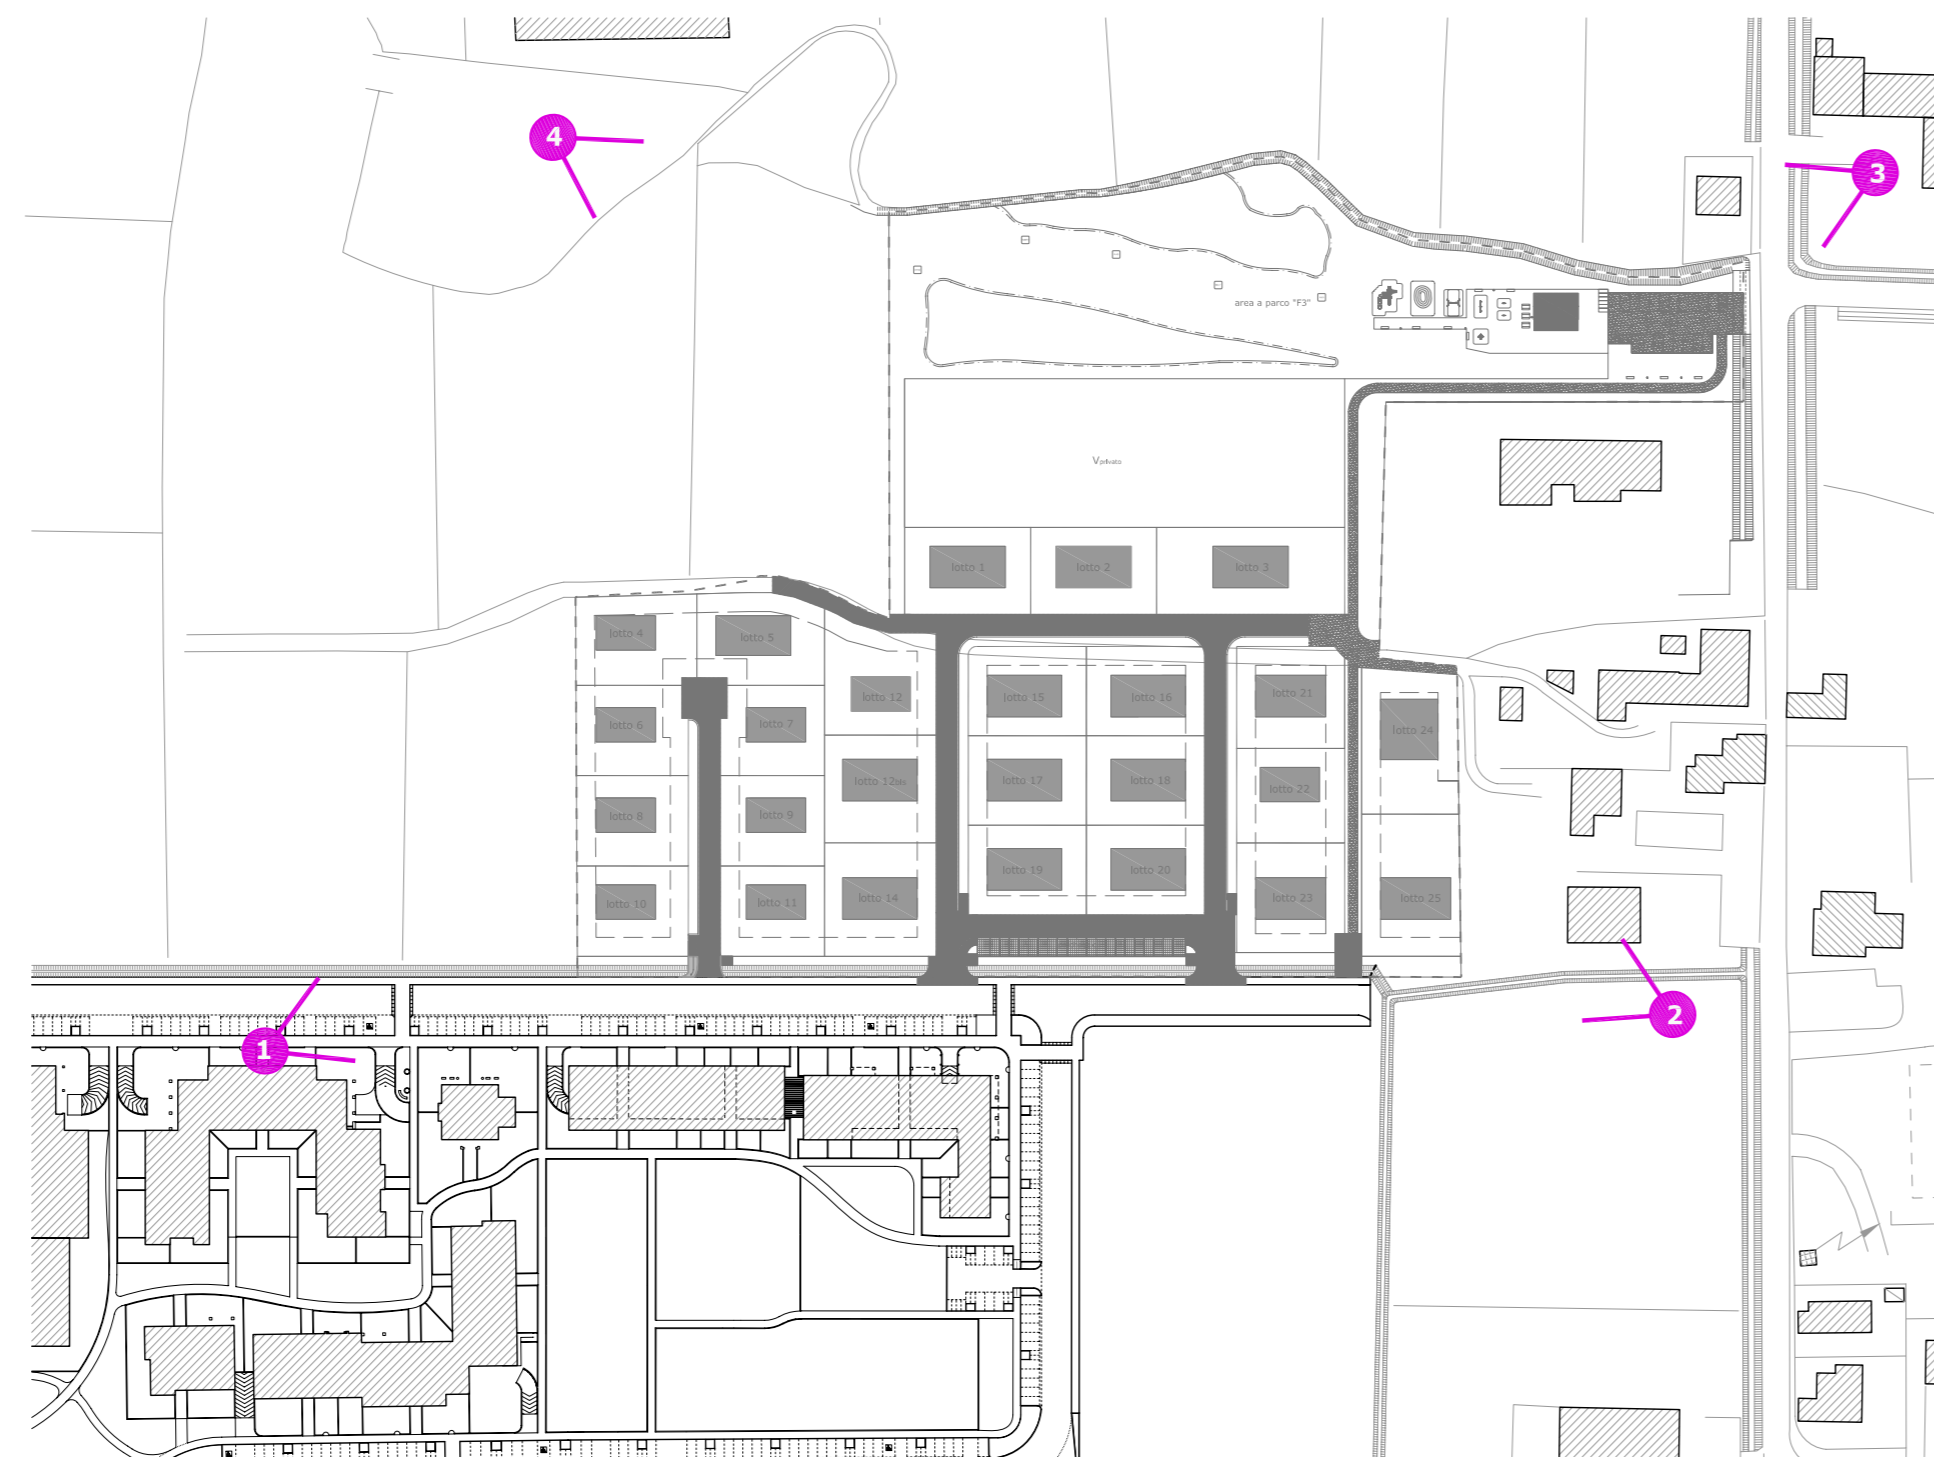 4
3
area a parco "F3"
Vprivato
lotto 1
lotto 2
lotto 3
lotto 4
lotto 5
lotto 12
lotto 15
lotto 16
lotto 21
lotto 6
lotto 7
lotto 24
lotto 12bis
lotto 17
lotto 18
lotto 22
lotto 8
lotto 9
lotto 19
lotto 20
lotto 10
lotto 11
lotto 14
lotto 23
lotto 25
2
1